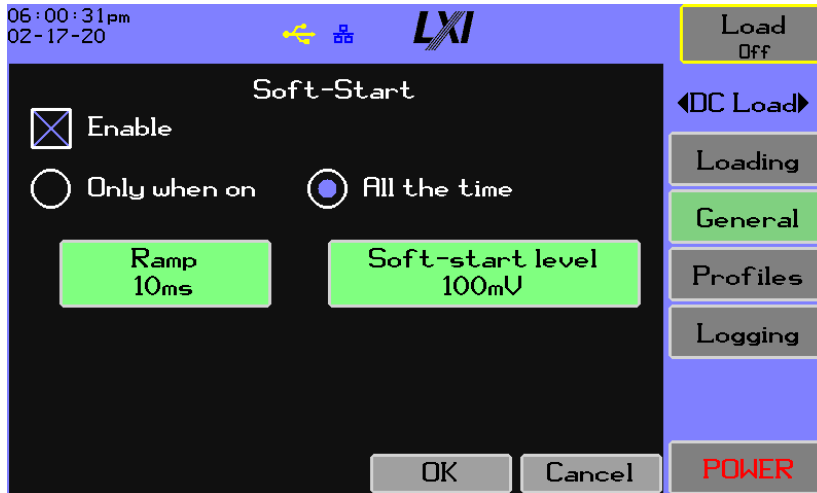 06:00:31pm
02-17-20
LXI
Load
Off
Soft-Start
◀DC Load▶
Enable
Loading
Only when on
All the time
General
Ramp
10ms
Soft-start level
100mV
Profiles
Logging
OK
Cancel
POWER